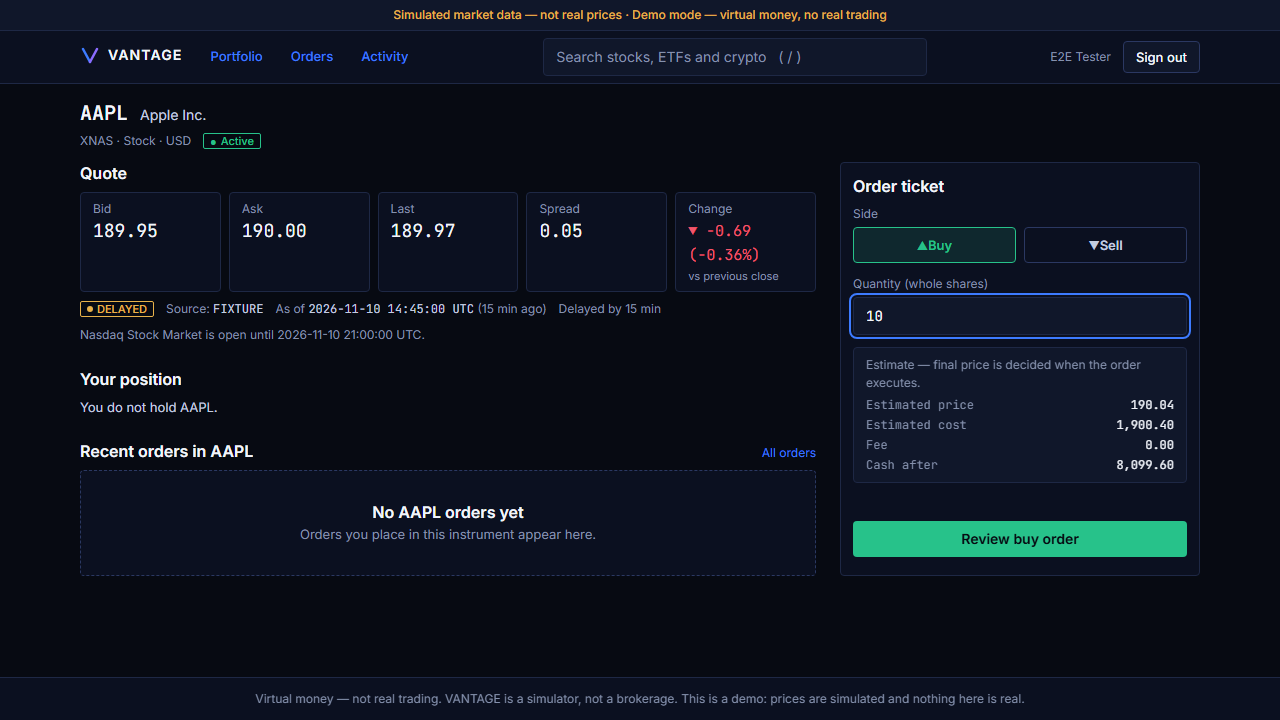 Simulated market data — not real prices · Demo mode — virtual money, no real trading
VANTAGE
Portfolio
Orders
Activity
Search stocks, ETFs and crypto ( / )
E2E Tester
Sign out
AAPL Apple Inc.
XNAS · Stock · USD
Active
Quote
Bid
189.95
Ask
190.00
Last
189.97
Spread
0.05
Change
▼ -0.69
(-0.36%)
vs previous close
DELAYED
Source: FIXTURE As of 2026-11-10 14:45:00 UTC (15 min ago) Delayed by 15 min
Nasdaq Stock Market is open until 2026-11-10 21:00:00 UTC.
Your position
You do not hold AAPL.
Recent orders in AAPL
All orders
No AAPL orders yet
Orders you place in this instrument appear here.
Order ticket
Side
▲Buy
▼Sell
Quantity (whole shares)
10
Estimate — final price is decided when the order
executes.
Estimated price 190.04
Estimated cost 1,900.40
Fee 0.00
Cash after 8,099.60
Review buy order
Virtual money — not real trading. VANTAGE is a simulator, not a brokerage. This is a demo: prices are simulated and nothing here is real.